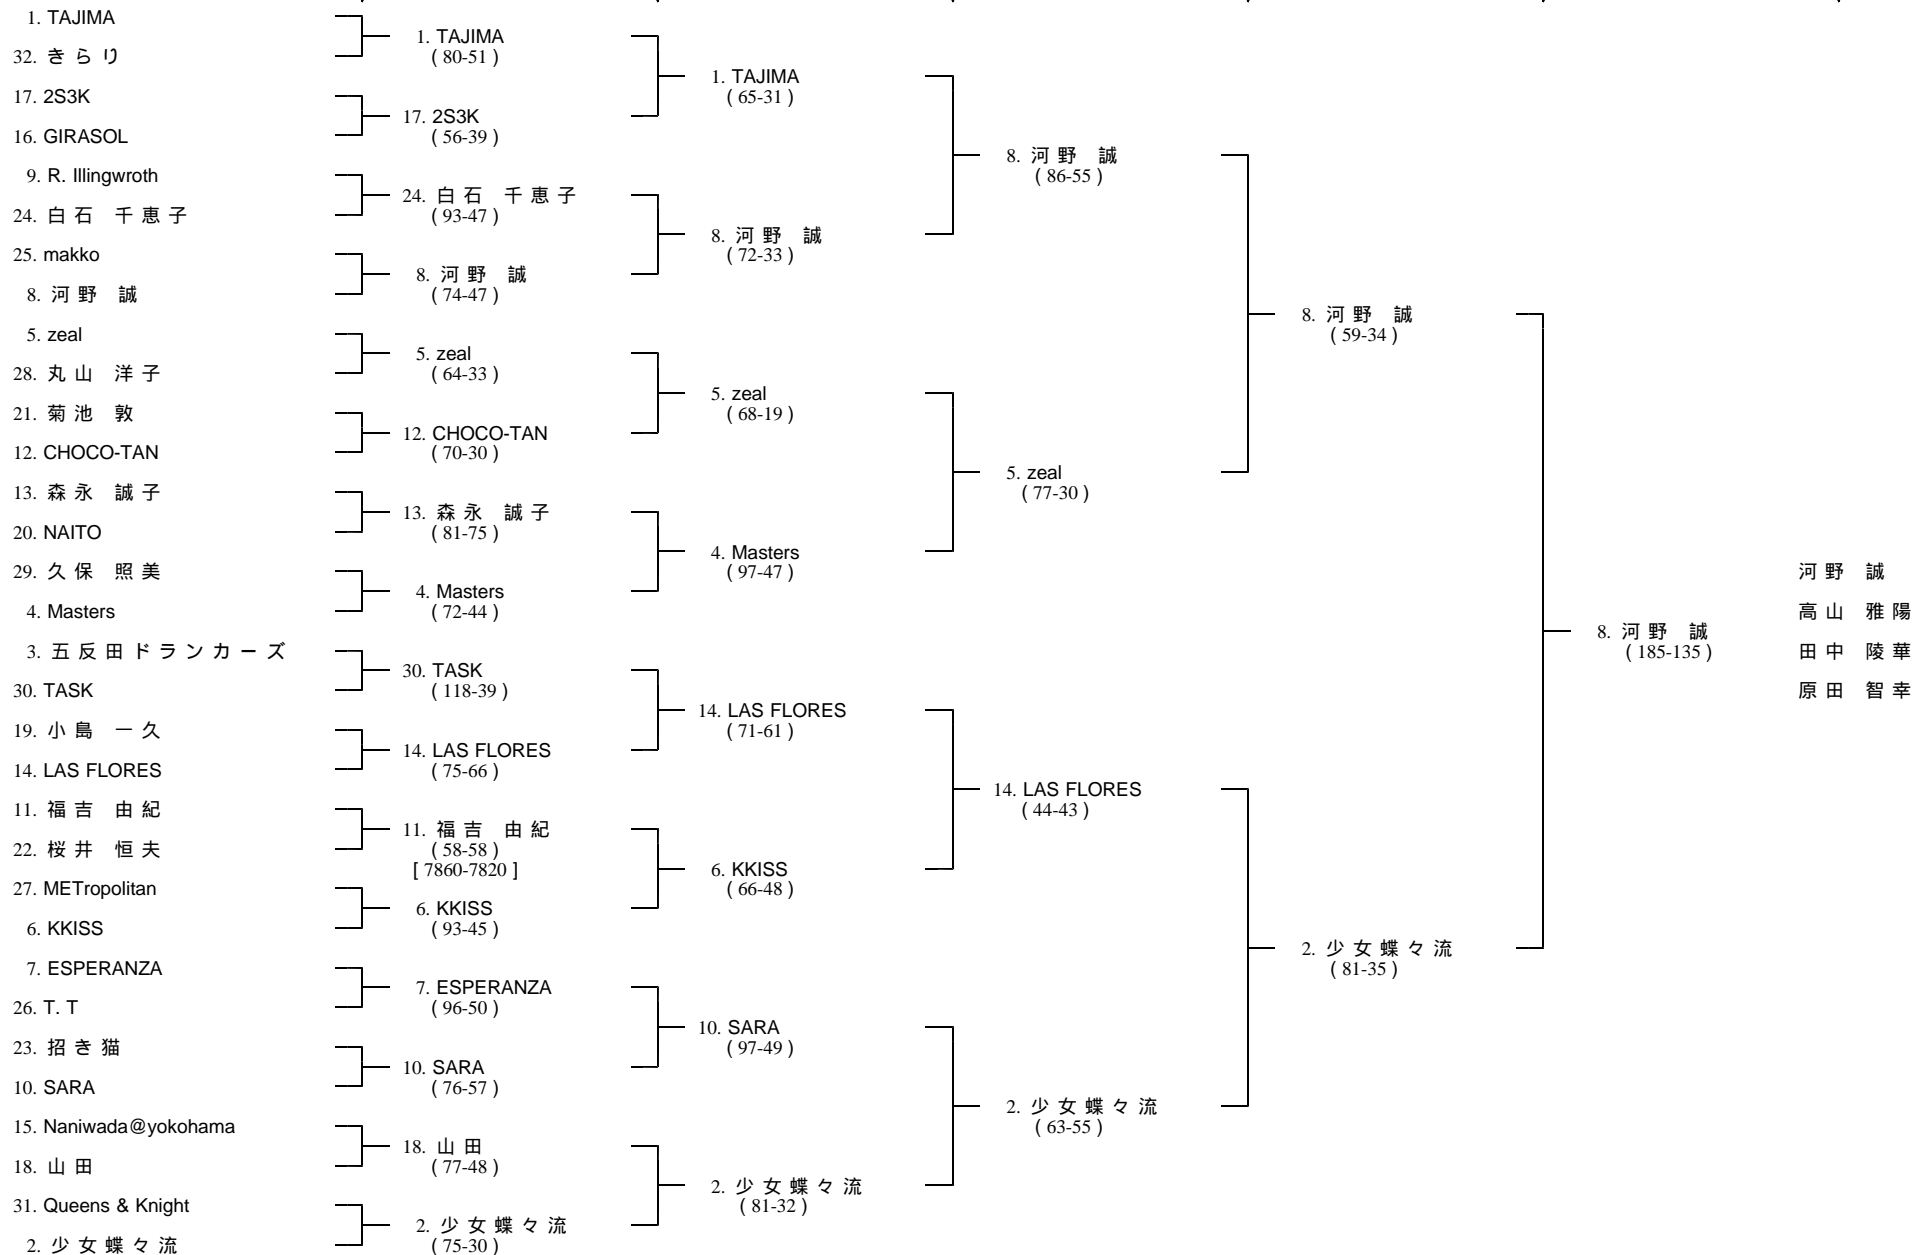 1. TAJIMA
32. きらり
17. 2S3K
16. GIRASOL
9. R. Illingwroth
24. 白石 千恵子
25. makko
8. 河野 誠
5. zeal
28. 丸山 洋子
21. 菊池 敦
12. CHOCO-TAN
13. 森永 誠子
20. NAITO
29. 久保 照美
4. Masters
3. 五反田ドランカーズ
30. TASK
19. 小島 一久
14. LAS FLORES
11. 福吉 由紀
22. 桜井 恒夫
27. METropolitan
6. KKISS
7. ESPERANZA
26. T. T
23. 招き猫
10. SARA
15. Naniwada@yokohama
18. 山田
31. Queens & Knight
2. 少女蝶々流
1. TAJIMA
( 80-51 )
17. 2S3K
( 56-39 )
24. 白石 千恵子
( 93-47 )
8. 河野 誠
( 74-47 )
5. zeal
( 64-33 )
12. CHOCO-TAN
( 70-30 )
13. 森永 誠子
( 81-75 )
4. Masters
( 72-44 )
30. TASK
( 118-39 )
14. LAS FLORES
( 75-66 )
11. 福吉 由紀
( 58-58 )
[ 7860-7820 ]
6. KKISS
( 93-45 )
7. ESPERANZA
( 96-50 )
10. SARA
( 76-57 )
18. 山田
( 77-48 )
2. 少女蝶々流
( 75-30 )
1. TAJIMA
( 65-31 )
8. 河野 誠
( 72-33 )
5. zeal
( 68-19 )
4. Masters
( 97-47 )
14. LAS FLORES
( 71-61 )
6. KKISS
( 66-48 )
10. SARA
( 97-49 )
2. 少女蝶々流
( 81-32 )
8. 河野 誠
( 86-55 )
5. zeal
( 77-30 )
14. LAS FLORES
( 44-43 )
2. 少女蝶々流
( 63-55 )
8. 河野 誠
( 59-34 )
2. 少女蝶々流
( 81-35 )
8. 河野 誠
( 185-135 )
河野 誠
高山 雅陽
田中 陵華
原田 智幸